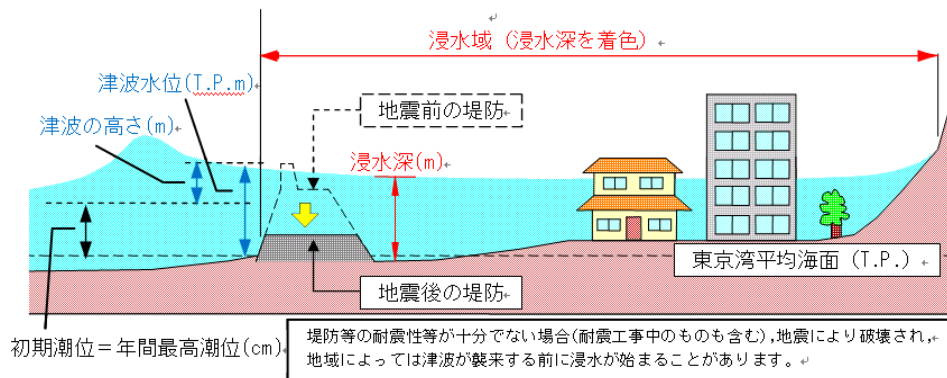 浸水域 (浸水深を着色)
津波水位(T.P.m)
地震前の堤防
津波の高さ(m)
浸水深(m)
東京湾平均海面 (T.P.)
地震後の堤防
初期潮位＝年間最高潮位(cm)
堤防等の耐震性等が十分でない場合(耐震工事中のものも含む),地震により破壊され,
地域によっては津波が襲来する前に浸水が始まることがあります。